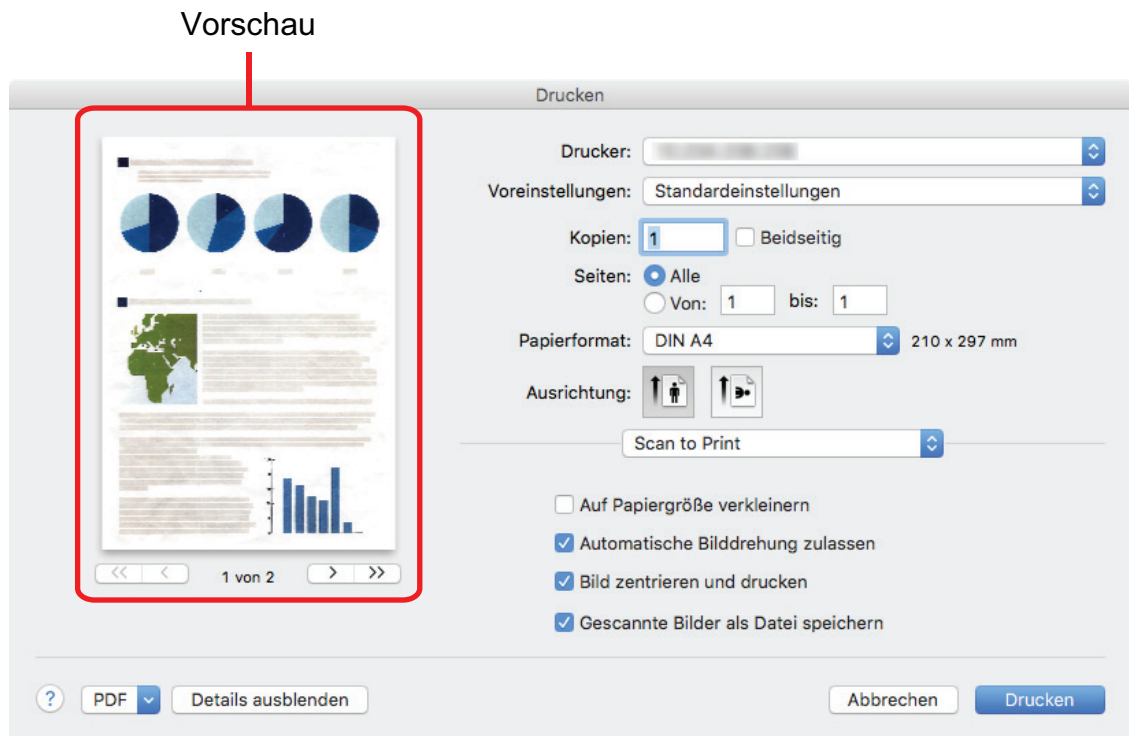 Vorschau
Drucken
Drucker:
Voreinstellungen: Standardeinstellungen
Kopien: 1 Beidseitig
Seiten: Alle
Von: 1 bis: 1
Papierformat: DIN A4 210 x 297 mm
Ausrichtung:
Scan to Print
Auf Papiergröße verkleinern
Automatische Bilddrehung zulassen
Bild zentrieren und drucken
Gescannte Bilder als Datei speichern
<< < 1 von 2 > >>
? PDF Details ausblenden Abbrechen Drucken